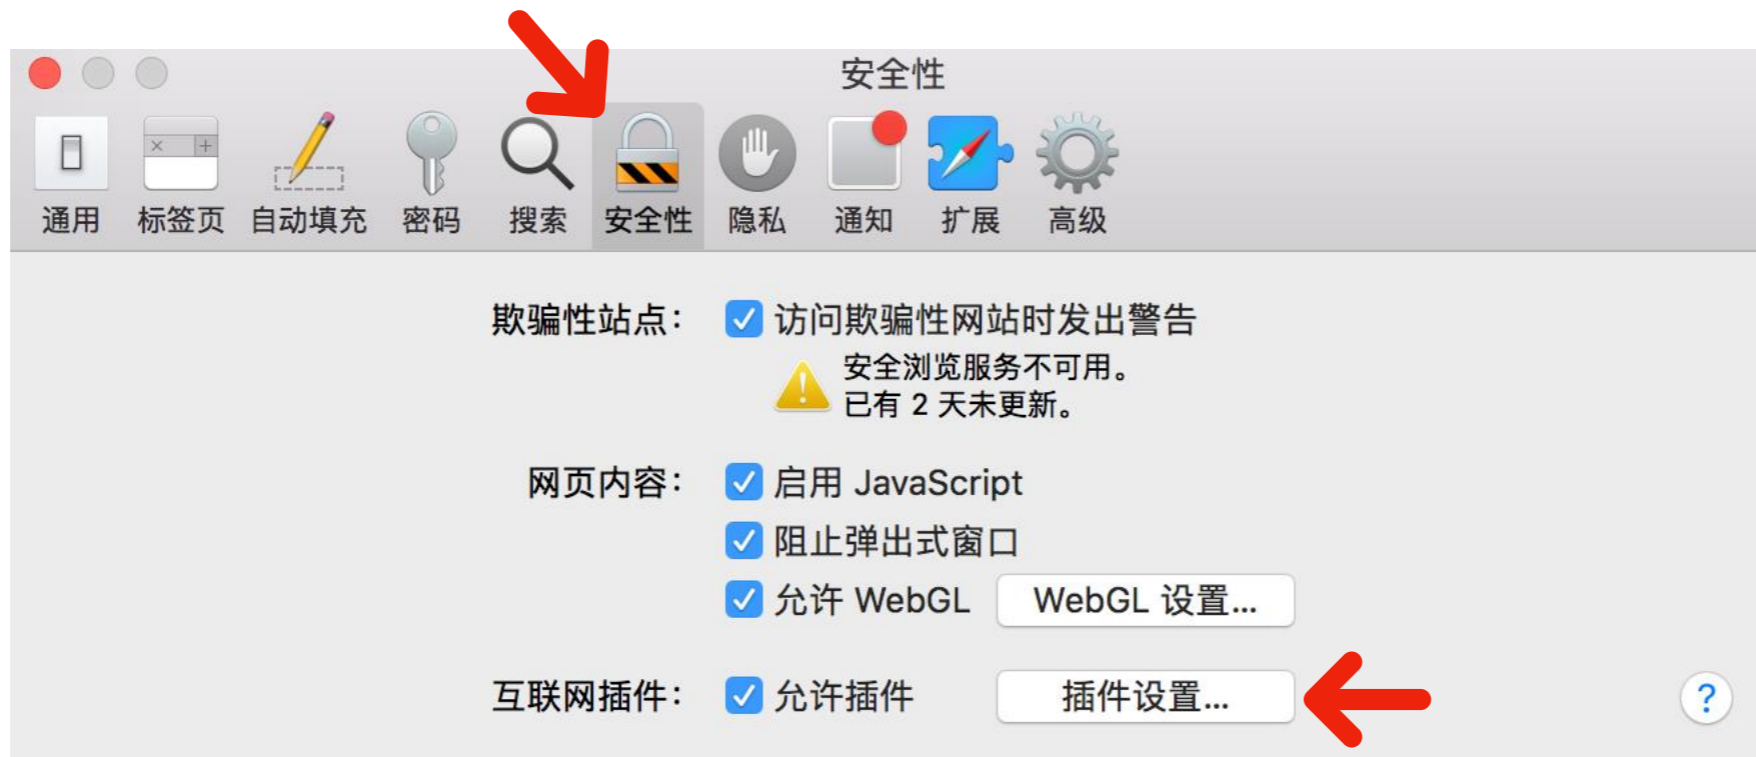 安全性
通用 标签页 自动填充 密码 搜索 安全性 隐私 通知 扩展 高级
欺骗性站点： 访问欺骗性网站时发出警告
安全浏览服务不可用。
已有 2 天未更新。
网页内容： 启用 JavaScript
阻止弹出式窗口
允许 WebGL WebGL 设置...
互联网插件： 允许插件 插件设置... ?